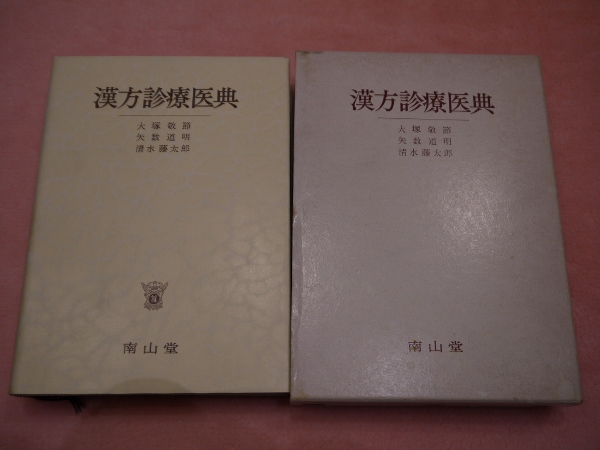 漢方診療医典
大塚敬節
矢数道明
清水藤太郎
南山堂
漢方診療医典
大塚敬節
矢数道明
清水藤太郎
南山堂